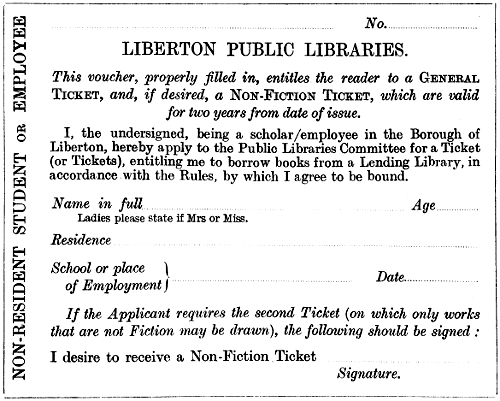 NON-RESIDENT STUDENT OR EMPLOYEE
No.
LIBERTON PUBLIC LIBRARIES.
This voucher, properly filled in, entitles the reader to a GENERAL
TICKET, and, if desired, a NON-FICTION TICKET, which are valid
for two years from date of issue.
I, the undersigned, being a scholar/employee in the Borough of
Liberton, hereby apply to the Public Libraries Committee for a Ticket
(or Tickets), entitling me to borrow books from a Lending Library, in
accordance with the Rules, by which I agree to be bound.
Name in full Age
Ladies please state if Mrs or Miss.
Residence
School or place
of Employment } Date
If the Applicant requires the second Ticket (on which only works
that are not Fiction may be drawn), the following should be signed :
I desire to receive a Non-Fiction Ticket
Signature.